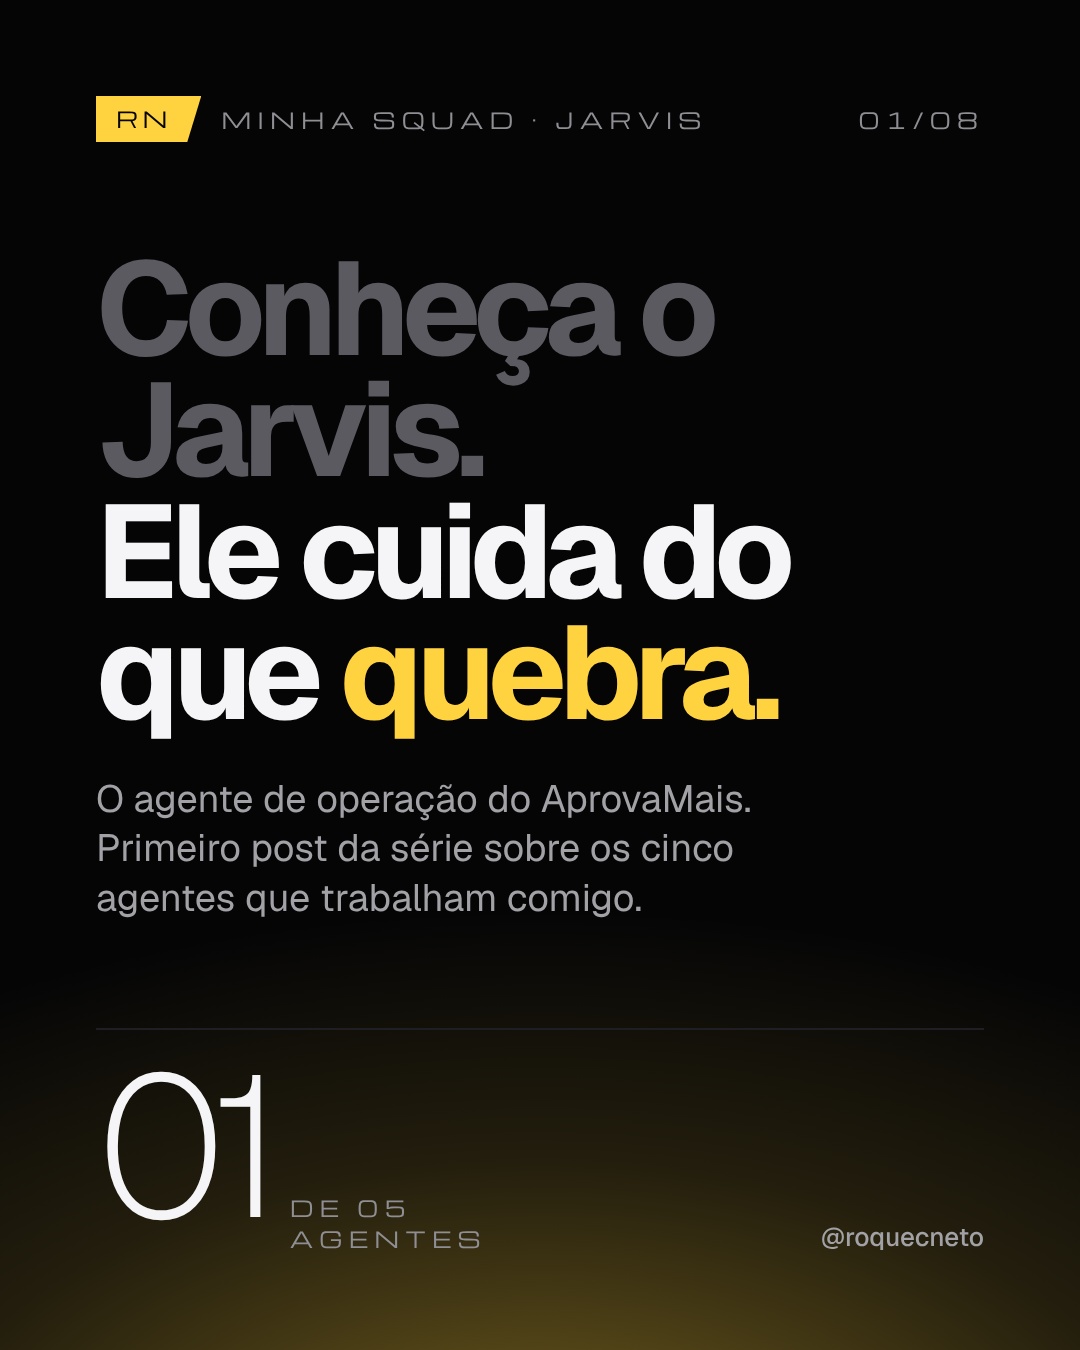 RN MINHA SQUAD · JARVIS 01/08
Conheça o
Jarvis.
Ele cuida do
que quebra.
O agente de operação do AprovaMais.
Primeiro post da série sobre os cinco
agentes que trabalham comigo.
01
DE 05
AGENTES
@roquecneto